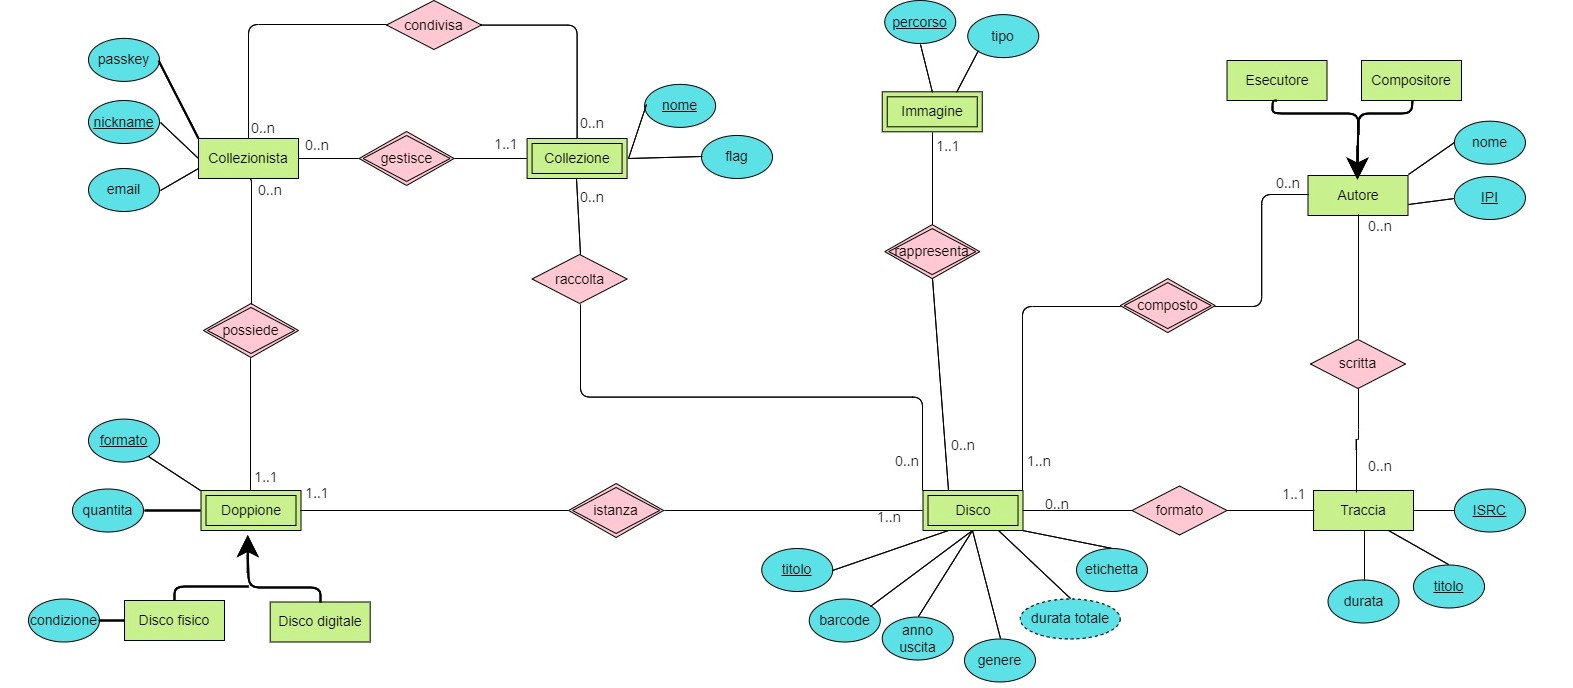 condivisa
percorso
tipo
passkey
Esecutore
Compositore
nome
Immagine
nickname
0..n
0..n
nome
0..n
1..1
1..1
Collezionista
gestisce
Collezione
flag
email
0..n
0..n
0..n
Autore
IPI
0..n
rappresenta
raccolta
composto
possiede
scritta
formato
0..n
0..n
1..n
0..n
1..1
1..1
0..n
1..1
quantita
Doppione
istanza
1..n
Disco
formato
Traccia
ISRC
titolo
etichetta
titolo
durata
condizione
Disco fisico
Disco digitale
barcode
anno
uscita
durata totale
genere